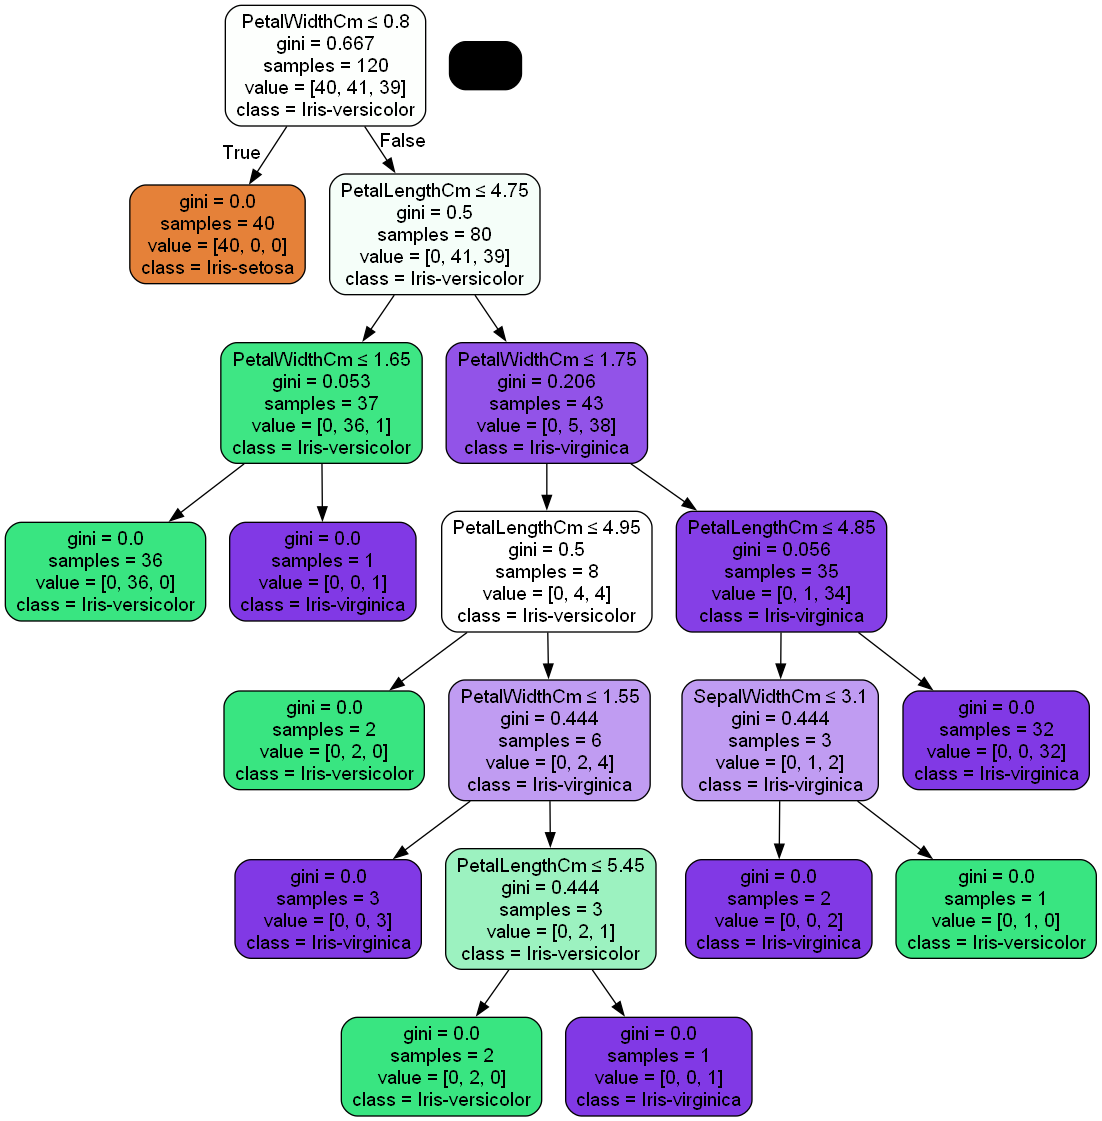 PetalWidthCm ≤ 0.8
gini = 0.667
samples = 120
value = [40, 41, 39]
class = Iris-versicolor
True
False
gini = 0.0
samples = 40
value = [40, 0, 0]
class = Iris-setosa
PetalLengthCm ≤ 4.75
gini = 0.5
samples = 80
value = [0, 41, 39]
class = Iris-versicolor
PetalWidthCm ≤ 1.65
gini = 0.053
samples = 37
value = [0, 36, 1]
class = Iris-versicolor
PetalWidthCm ≤ 1.75
gini = 0.206
samples = 43
value = [0, 5, 38]
class = Iris-virginica
gini = 0.0
samples = 36
value = [0, 36, 0]
class = Iris-versicolor
gini = 0.0
samples = 1
value = [0, 0, 1]
class = Iris-virginica
PetalLengthCm ≤ 4.95
gini = 0.5
samples = 8
value = [0, 4, 4]
class = Iris-versicolor
PetalLengthCm ≤ 4.85
gini = 0.056
samples = 35
value = [0, 1, 34]
class = Iris-virginica
gini = 0.0
samples = 2
value = [0, 2, 0]
class = Iris-versicolor
PetalWidthCm ≤ 1.55
gini = 0.444
samples = 6
value = [0, 2, 4]
class = Iris-virginica
SepalWidthCm ≤ 3.1
gini = 0.444
samples = 3
value = [0, 1, 2]
class = Iris-virginica
gini = 0.0
samples = 32
value = [0, 0, 32]
class = Iris-virginica
gini = 0.0
samples = 3
value = [0, 0, 3]
class = Iris-virginica
PetalLengthCm ≤ 5.45
gini = 0.444
samples = 3
value = [0, 2, 1]
class = Iris-versicolor
gini = 0.0
samples = 2
value = [0, 0, 2]
class = Iris-virginica
gini = 0.0
samples = 1
value = [0, 1, 0]
class = Iris-versicolor
gini = 0.0
samples = 2
value = [0, 2, 0]
class = Iris-versicolor
gini = 0.0
samples = 1
value = [0, 0, 1]
class = Iris-virginica